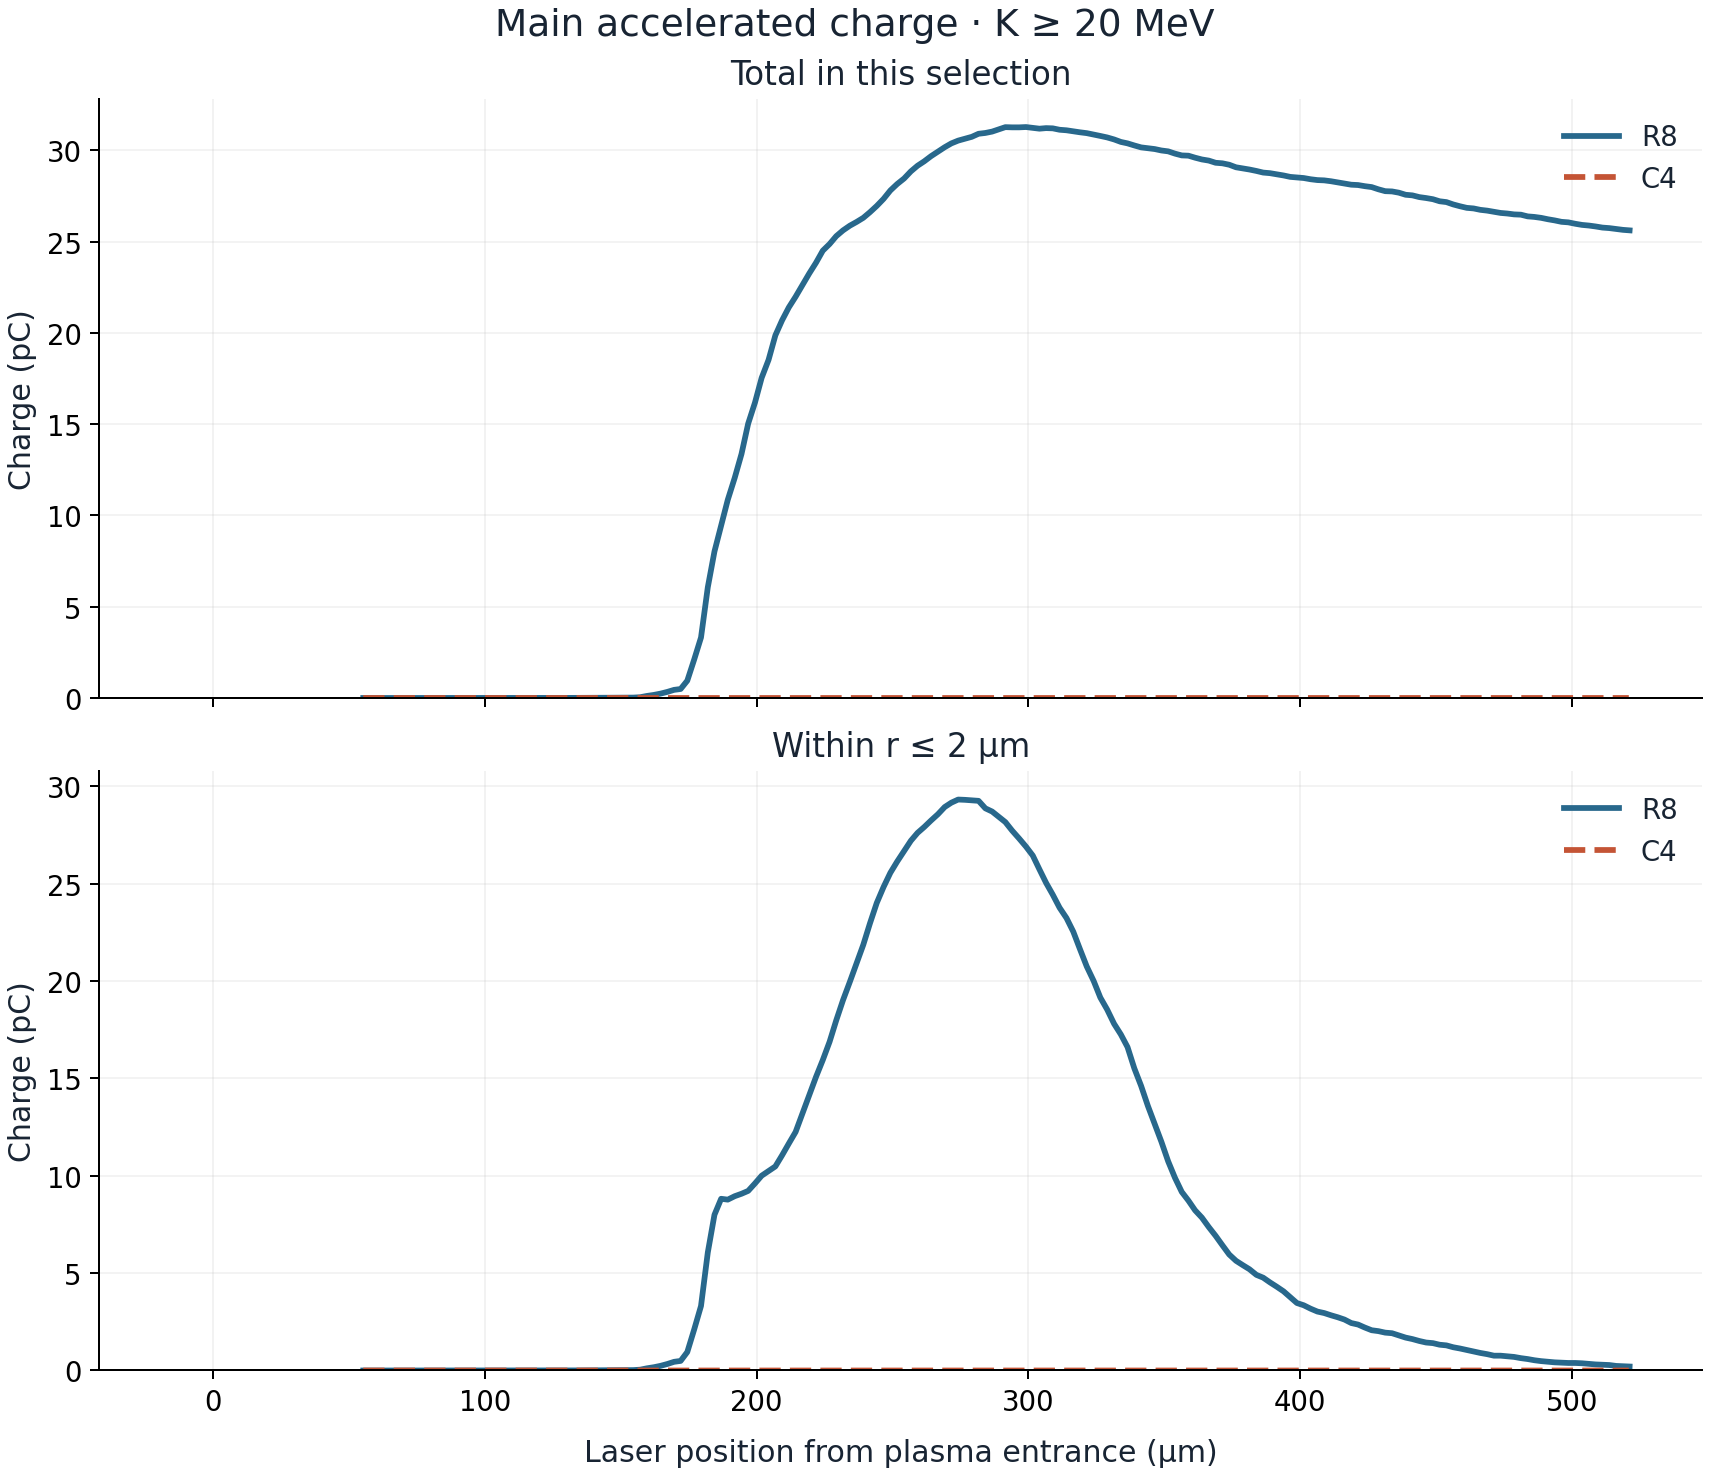 Main accelerated charge · K ≥ 20 MeV
Total in this selection
R8
C4
30
25
20
15
10
5
0
Charge (pC)
Within r ≤ 2 μm
R8
C4
30
25
20
15
10
5
0
Charge (pC)
0 100 200 300 400 500
Laser position from plasma entrance (μm)